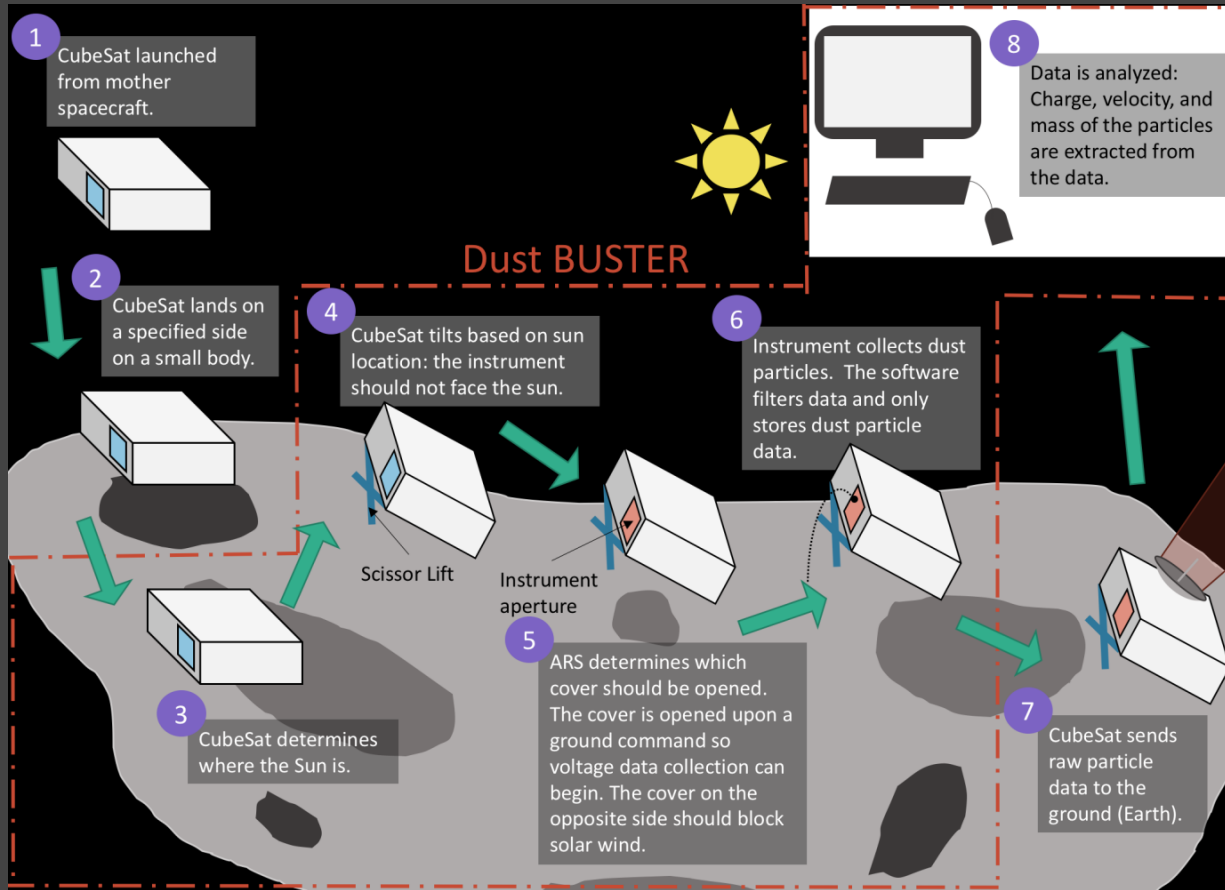 1
CubeSat launched
from mother
spacecraft.
2
CubeSat lands on
a specified side
on a small body.
3
CubeSat determines
where the Sun is.
Dust BUSTER
4
CubeSat tilts based on sun
location: the instrument
should not face the sun.
Scissor Lift
Instrument
aperture
5
ARS determines which
cover should be opened.
The cover is opened upon a
ground command so
voltage data collection can
begin. The cover on the
opposite side should block
solar wind.
6
Instrument collects dust
particles.  The software
filters data and only
stores dust particle
data.
7
CubeSat sends
raw particle
data to the
ground (Earth).
8
Data is analyzed:
Charge, velocity, and
mass of the particles
are extracted from
the data.